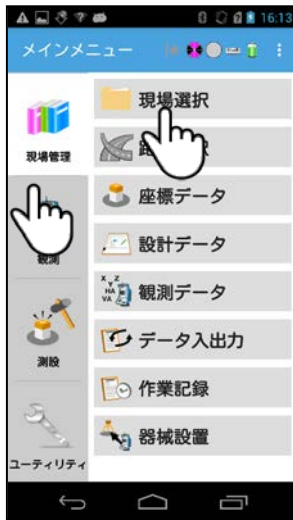 16:13
メインメニュー
現場選択
路
座標データ
設計データ
X Z
Y
HA
VA
観測データ
データ入出力
作業記録
器械設置
現場管理
観測
測設
ユーティリティ